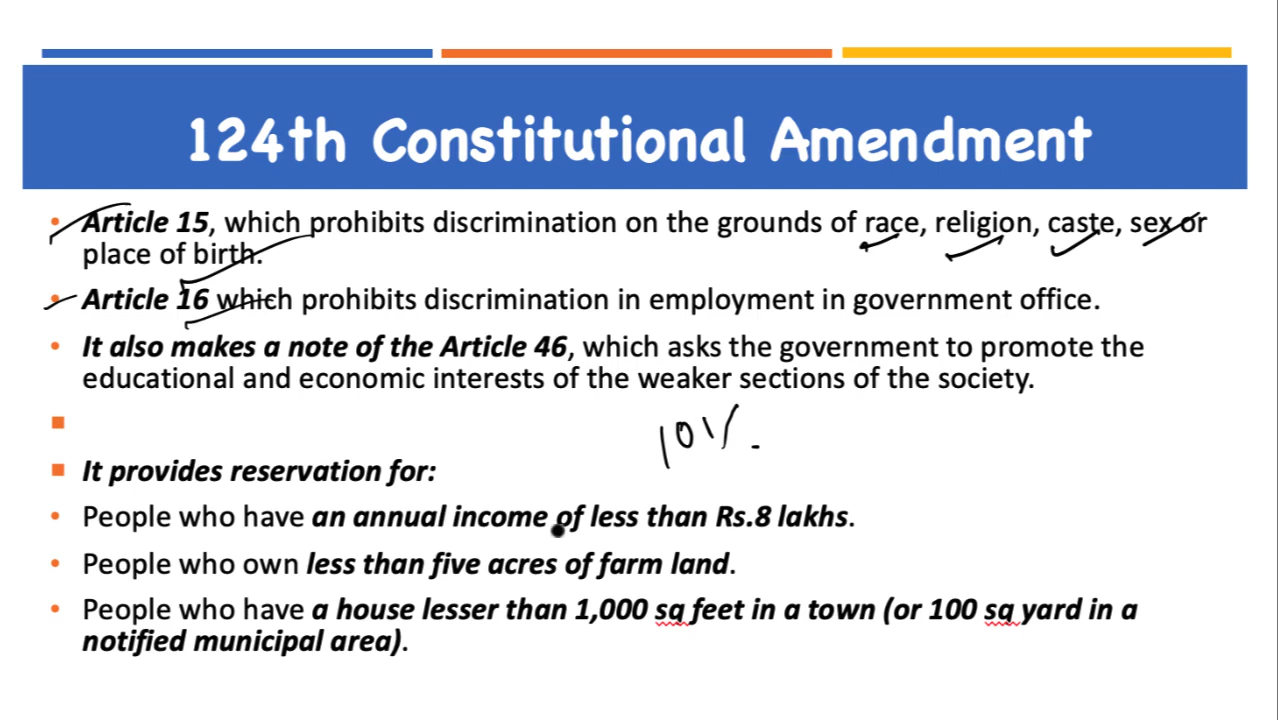 124th Constitutional Amendment
• Article 15, which prohibits discrimination on the grounds of race, religion, caste, sex or
place of birth.
• Article 16 which prohibits discrimination in employment in government office.
• It also makes a note of the Article 46, which asks the government to promote the
educational and economic interests of the weaker sections of the society.
10%.
It provides reservation for:
• People who have an annual income of less than Rs.8 lakhs.
• People who own less than five acres of farm land.
• People who have a house lesser than 1,000 sq feet in a town (or 100 sq yard in a
notified municipal area).